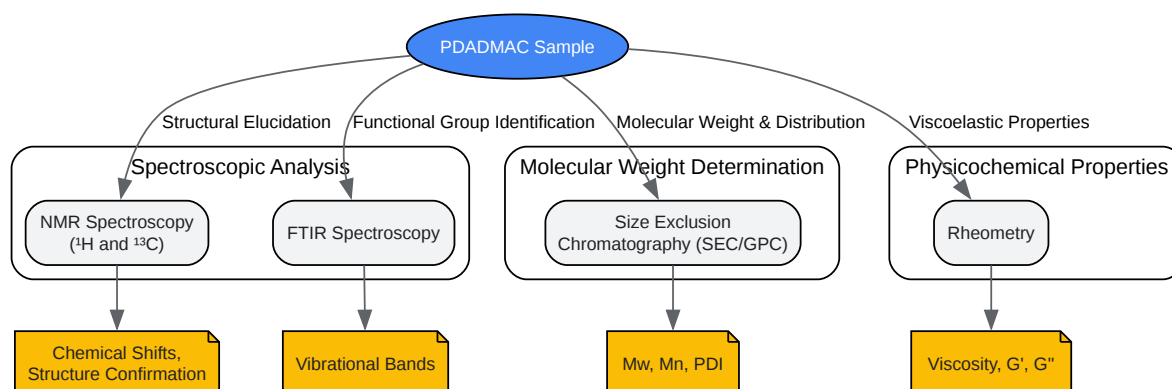 PDADMAC Sample
Structural Elucidation
Functional Group Identification
Molecular Weight & Distribution
Viscoelastic Properties
Spectroscopic Analysis
Molecular Weight Determination
Physicochemical Properties
NMR Spectroscopy
(¹H and ¹³C)
FTIR Spectroscopy
Size Exclusion
Chromatography (SEC/GPC)
Rheometry
Chemical Shifts,
Structure Confirmation
Vibrational Bands
Mw, Mn, PDI
Viscosity, G', G"